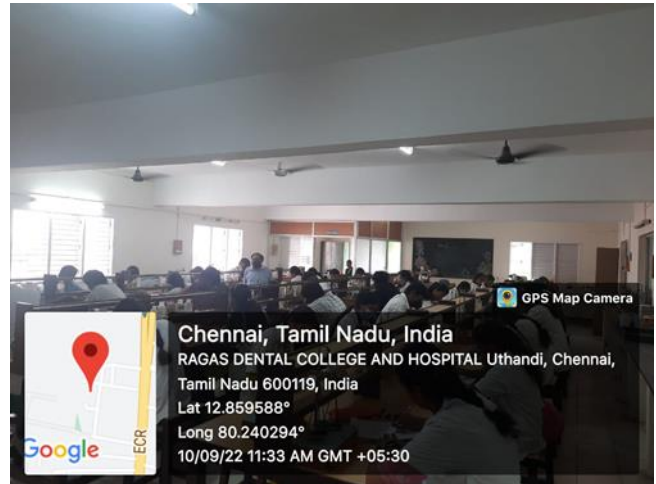 GPS Map Camera
Chennai, Tamil Nadu, India
RAGAS DENTAL COLLEGE AND HOSPITAL Uthandi, Chennai,
Tamil Nadu 600119, India
Lat 12.859588°
Long 80.240294°
10/09/22 11:33 AM GMT +05:30
Google
ECR